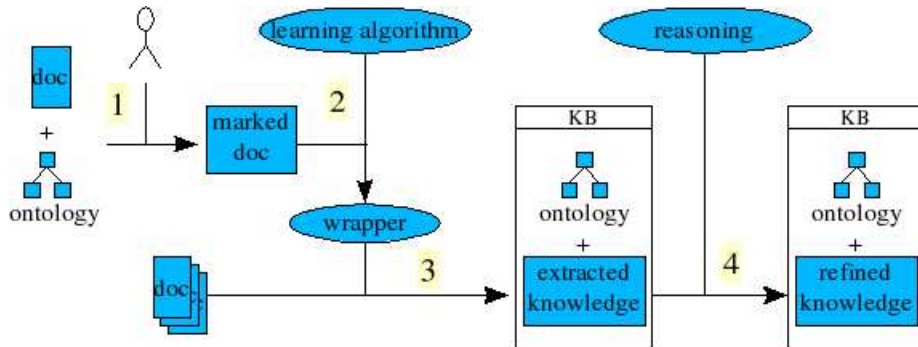 learning algorithm
reasoning
doc
1
2
marked
doc
KB
KB
+
ontology
ontology
ontology
wrapper
+
+
3
4
doc
extracted
knowledge
refined
knowledge